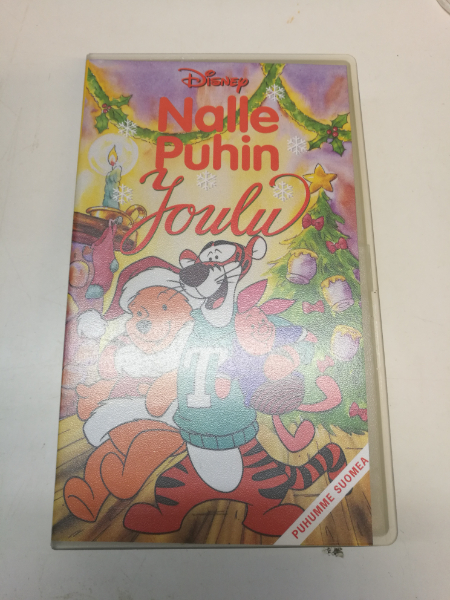 Disney
Nalle
Puhin
Joulu
T
PUHUMME SUOMEA